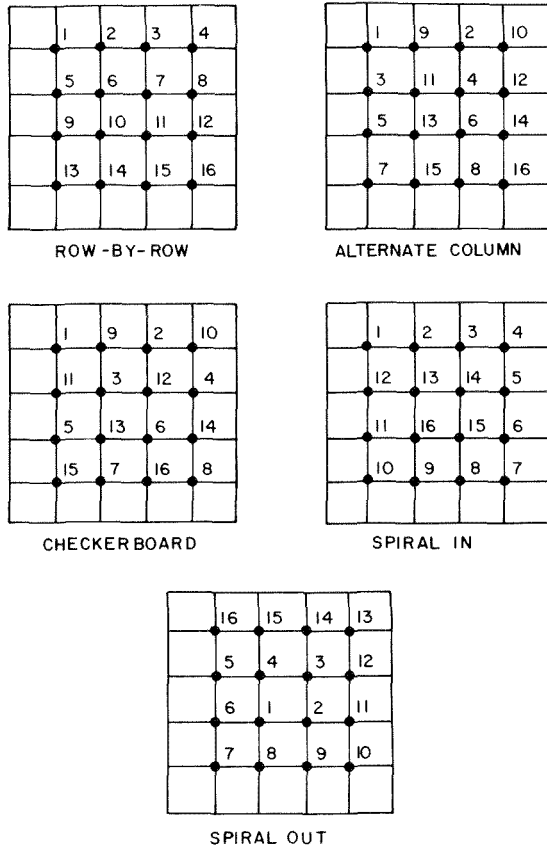 1 2 3 4
5 6 7 8
9 10 11 12
13 14 15 16
ROW-BY-ROW
1 9 2 10
3 11 4 12
5 13 6 14
7 15 8 16
ALTERNATE COLUMN
1 9 2 10
11 3 12 4
5 13 6 14
15 7 16 8
CHECKERBOARD
1 2 3 4
12 13 14 5
11 16 15 6
10 9 8 7
SPIRAL IN
16 15 14 13
5 4 3 12
6 1 2 11
7 8 9 10
SPIRAL OUT